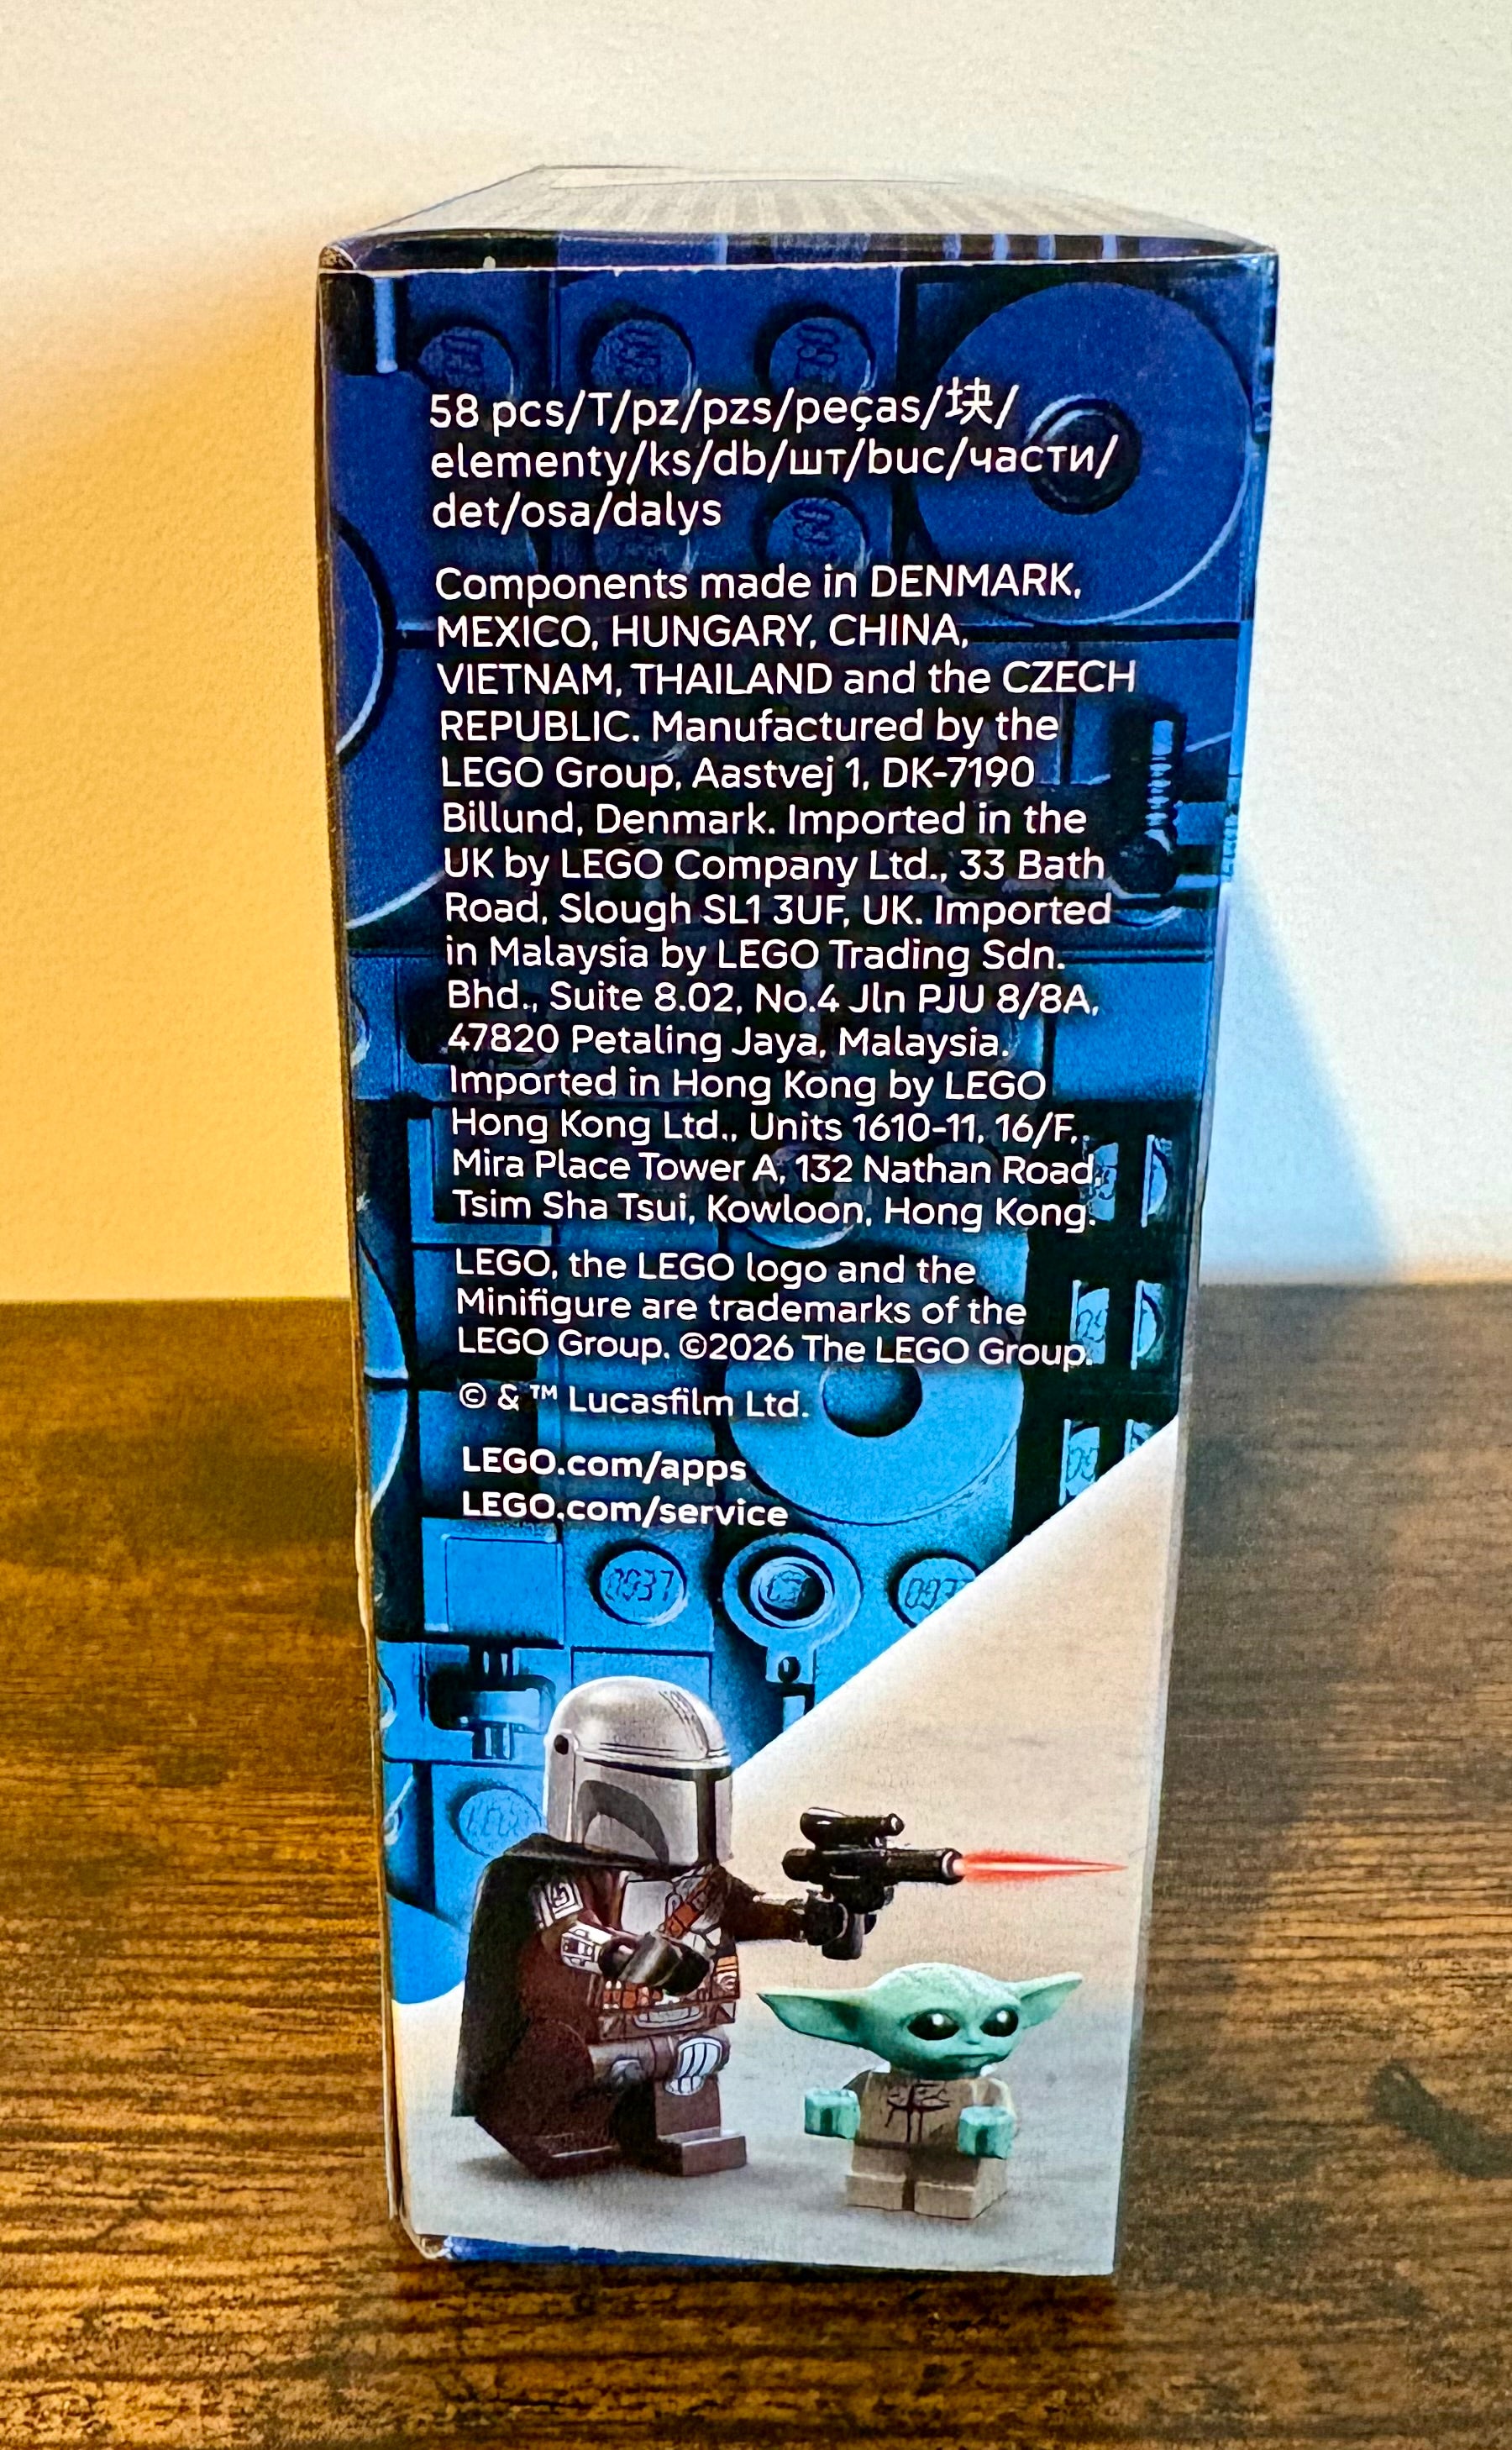 58 pcs/T/pz/pzs/peças/块/
elementy/ks/db/шт/buc/части/
det/osa/dalys
Components made in DENMARK,
MEXICO, HUNGARY, CHINA,
VIETNAM, THAILAND and the CZECH
REPUBLIC. Manufactured by the
LEGO Group, Aastvej 1, DK-7190
Billund, Denmark. Imported in the
UK by LEGO Company Ltd., 33 Bath
Road, Slough SL1 3UF, UK. Imported
in Malaysia by LEGO Trading Sdn.
Bhd., Suite 8.02, No.4 Jln PJU 8/8A,
47820 Petaling Jaya, Malaysia.
Imported in Hong Kong by LEGO
Hong Kong Ltd., Units 1610-11, 16/F,
Mira Place Tower A, 132 Nathan Road,
Tsim Sha Tsui, Kowloon, Hong Kong.
LEGO, the LEGO logo and the
Minifigure are trademarks of the
LEGO Group. ©2026 The LEGO Group.
© & ™ Lucasfilm Ltd.
LEGO.com/apps
LEGO.com/service